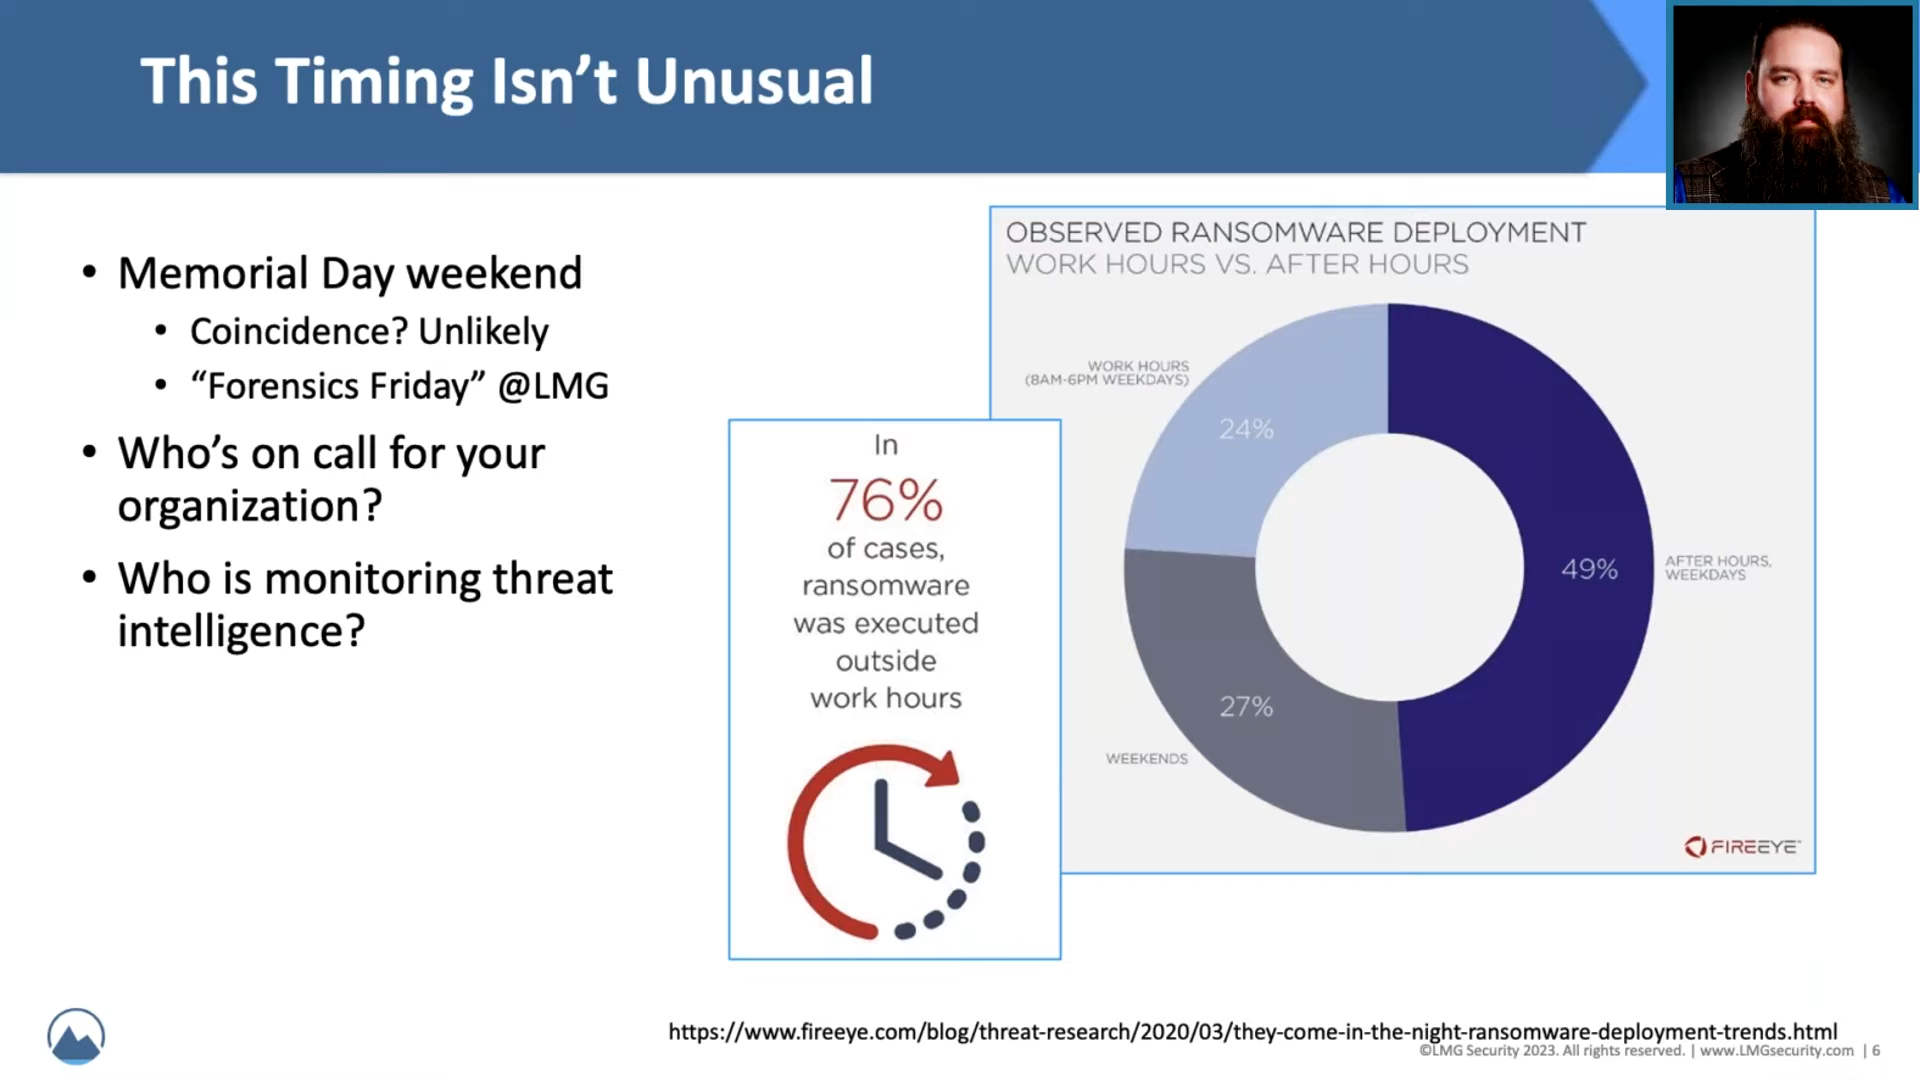 This Timing Isn’t Unusual
• Memorial Day weekend
• Coincidence? Unlikely
• “Forensics Friday” @LMG
• Who’s on call for your
organization?
• Who is monitoring threat
intelligence?
In
76%
of cases,
ransomware
was executed
outside
work hours
OBSERVED RANSOMWARE DEPLOYMENT
WORK HOURS VS. AFTER HOURS
WORK HOURS
(8AM-6PM WEEKDAYS)
24%
49%
AFTER HOURS,
WEEKDAYS
27%
WEEKENDS
FIREEYE™
https://www.fireeye.com/blog/threat-research/2020/03/they-come-in-the-night-ransomware-deployment-trends.html
©LMG Security 2023. All rights reserved. | www.LMGsecurity.com | 6